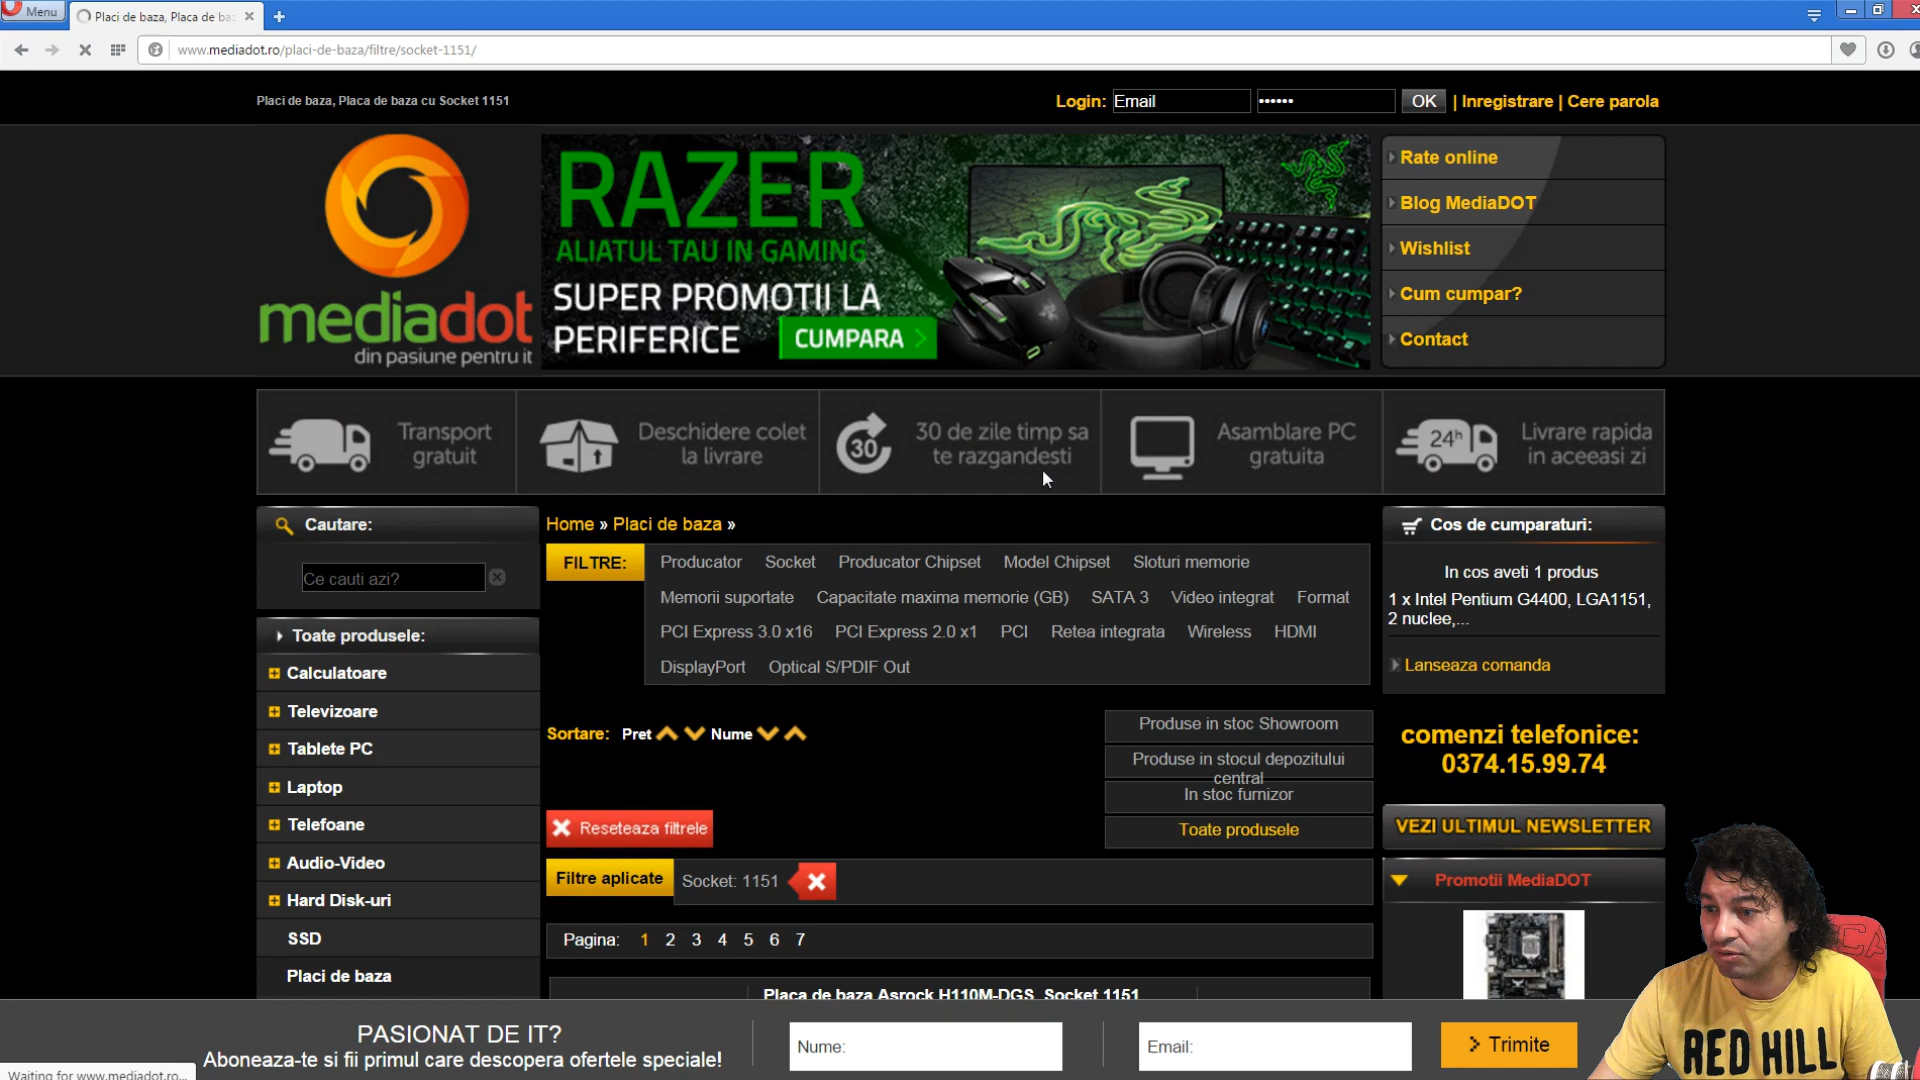 Menu
Placi de baza, Placa de baz
www.mediadot.ro/placi-de-baza/filtre/socket-1151/
Placi de baza, Placa de baza cu Socket 1151
Login: Email •••••• OK | Inregistrare | Cere parola
mediadot
din pasiune pentru it
RAZER
ALIATUL TAU IN GAMING
SUPER PROMOTII LA
PERIFERICE
CUMPARA
Rate online
Blog MediaDOT
Wishlist
Cum cumpar?
Contact
Transport
gratuit
Deschidere colet
la livrare
30
30 de zile timp sa
te razgandesti
Asamblare PC
gratuita
24h
Livrare rapida
in aceeasi zi
Cautare:
Ce cauti azi?
Toate produsele:
Calculatoare
Televizoare
Tablete PC
Laptop
Telefoane
Audio-Video
Hard Disk-uri
SSD
Placi de baza
Home » Placi de baza »
FILTRE:
Producator Socket Producator Chipset Model Chipset Sloturi memorie
Memorii suportate Capacitate maxima memorie (GB) SATA 3 Video integrat Format
PCI Express 3.0 x16 PCI Express 2.0 x1 PCI Retea integrata Wireless HDMI
DisplayPort Optical S/PDIF Out
Sortare: Pret Nume
Produse in stoc Showroom
Produse in stocul depozitului
central
In stoc furnizor
Toate produsele
Reseteaza filtrele
Filtre aplicate Socket: 1151
Pagina: 1 2 3 4 5 6 7
Placa de baza Asrock H110M-DGS, Socket 1151
Cos de cumparaturi:
In cos aveti 1 produs
1 x Intel Pentium G4400, LGA1151,
2 nuclee,...
Lanseaza comanda
comenzi telefonice:
0374.15.99.74
VEZI ULTIMUL NEWSLETTER
Promotii MediaDOT
PASIONAT DE IT?
Aboneaza-te si fii primul care descopera ofertele speciale!
Nume:
Email:
Trimite
Waiting for www.mediadot.ro...
RED HILL